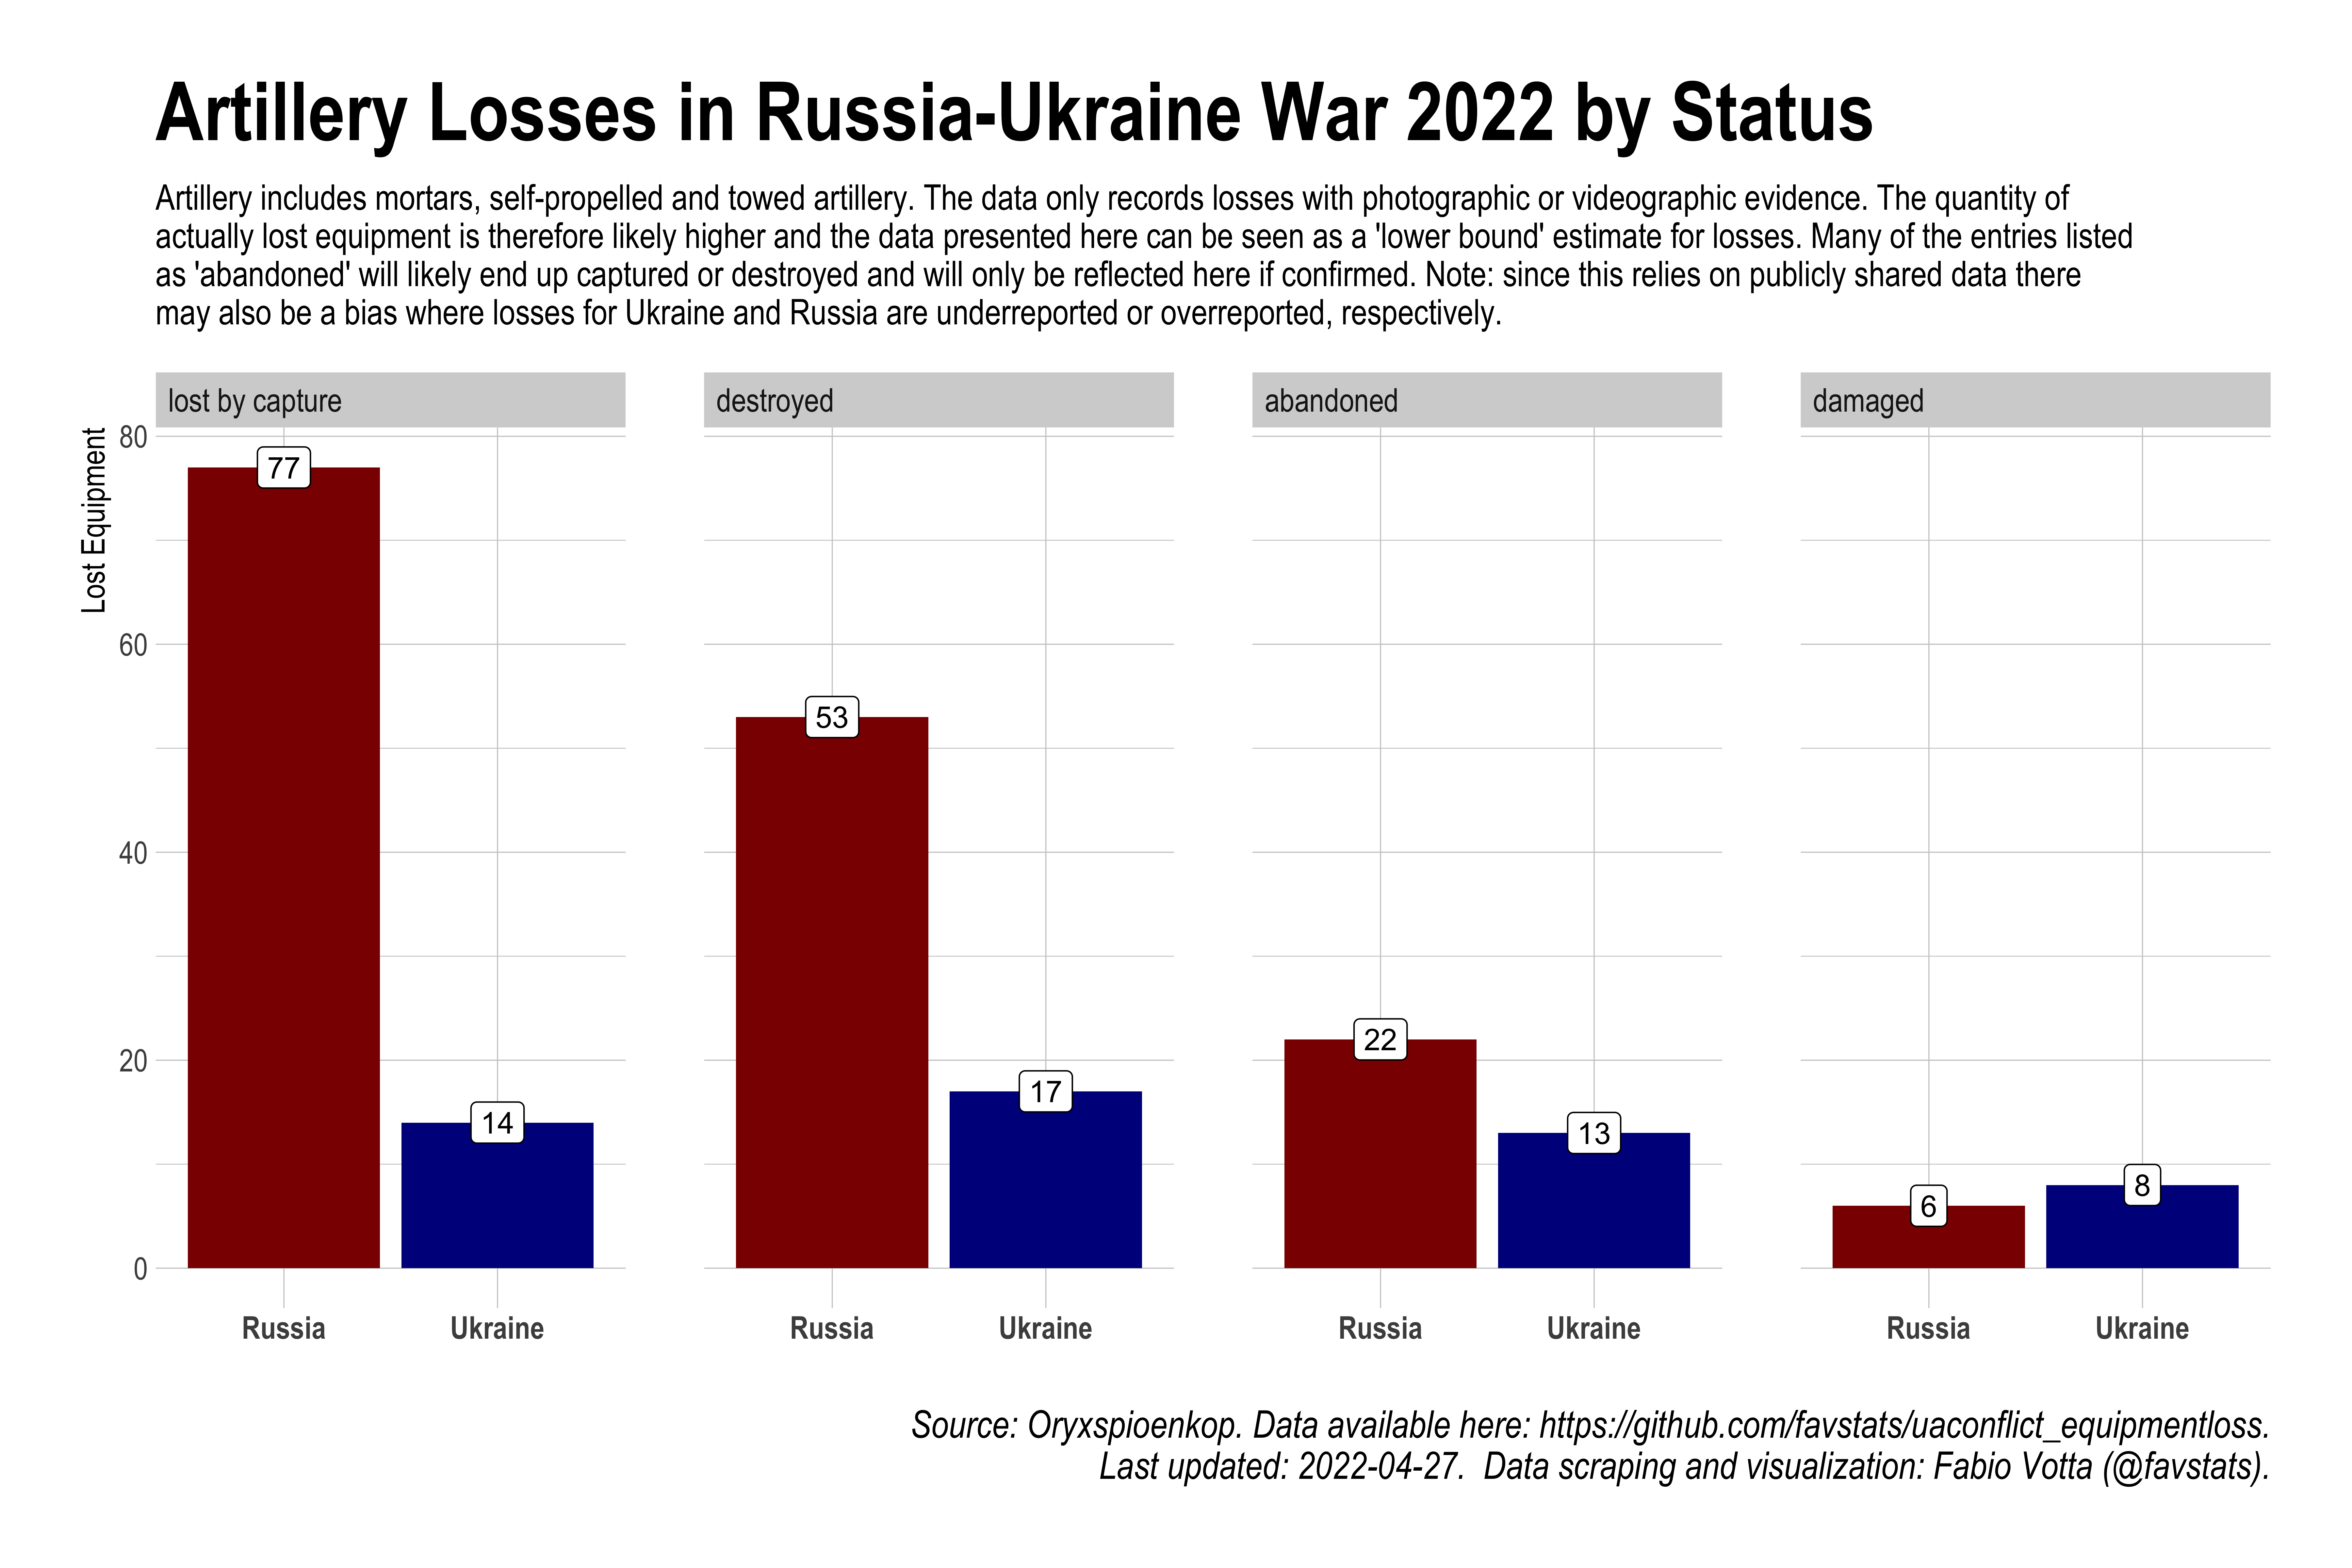 Artillery Losses in Russia-Ukraine War 2022 by Status
Artillery includes mortars, self-propelled and towed artillery. The data only records losses with photographic or videographic evidence. The quantity of
actually lost equipment is therefore likely higher and the data presented here can be seen as a 'lower bound' estimate for losses. Many of the entries listed
as 'abandoned' will likely end up captured or destroyed and will only be reflected here if confirmed. Note: since this relies on publicly shared data there
may also be a bias where losses for Ukraine and Russia are underreported or overreported, respectively.
lost by capture
destroyed
abandoned
damaged
Lost Equipment
80
60
40
20
0
77
14
53
17
22
13
6
8
Russia
Ukraine
Russia
Ukraine
Russia
Ukraine
Russia
Ukraine
Source: Oryxspioenkop. Data available here: https://github.com/favstats/uaconflict_equipmentloss.
Last updated: 2022-04-27.  Data scraping and visualization: Fabio Votta (@favstats).